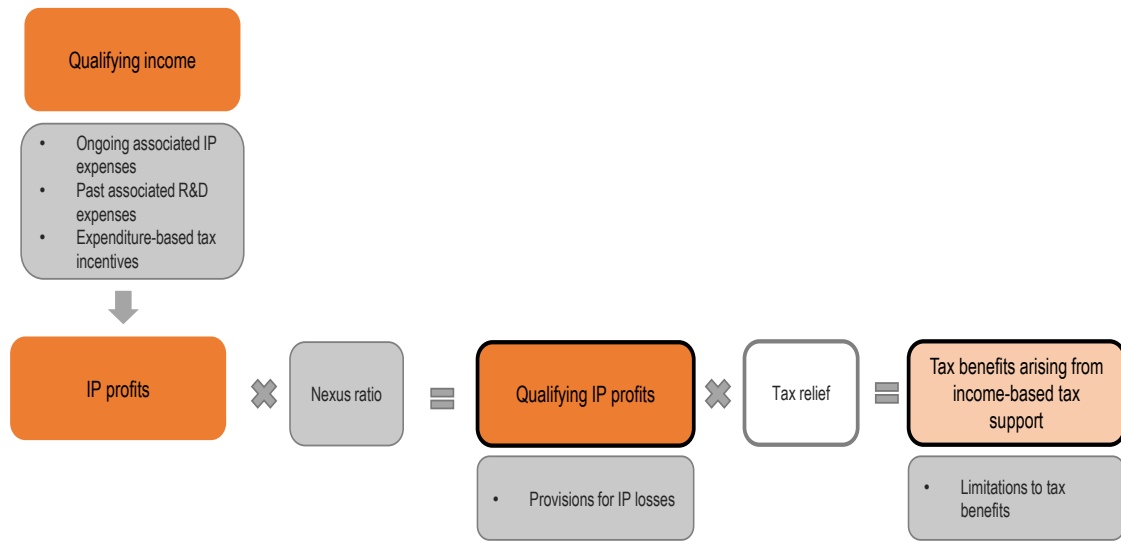 Qualifying income
• Ongoing associated IP
expenses
• Past associated R&D
expenses
• Expenditure-based tax
incentives
IP profits
Nexus ratio
Qualifying IP profits
Tax relief
Tax benefits arising from
income-based tax
support
• Provisions for IP losses
• Limitations to tax
benefits